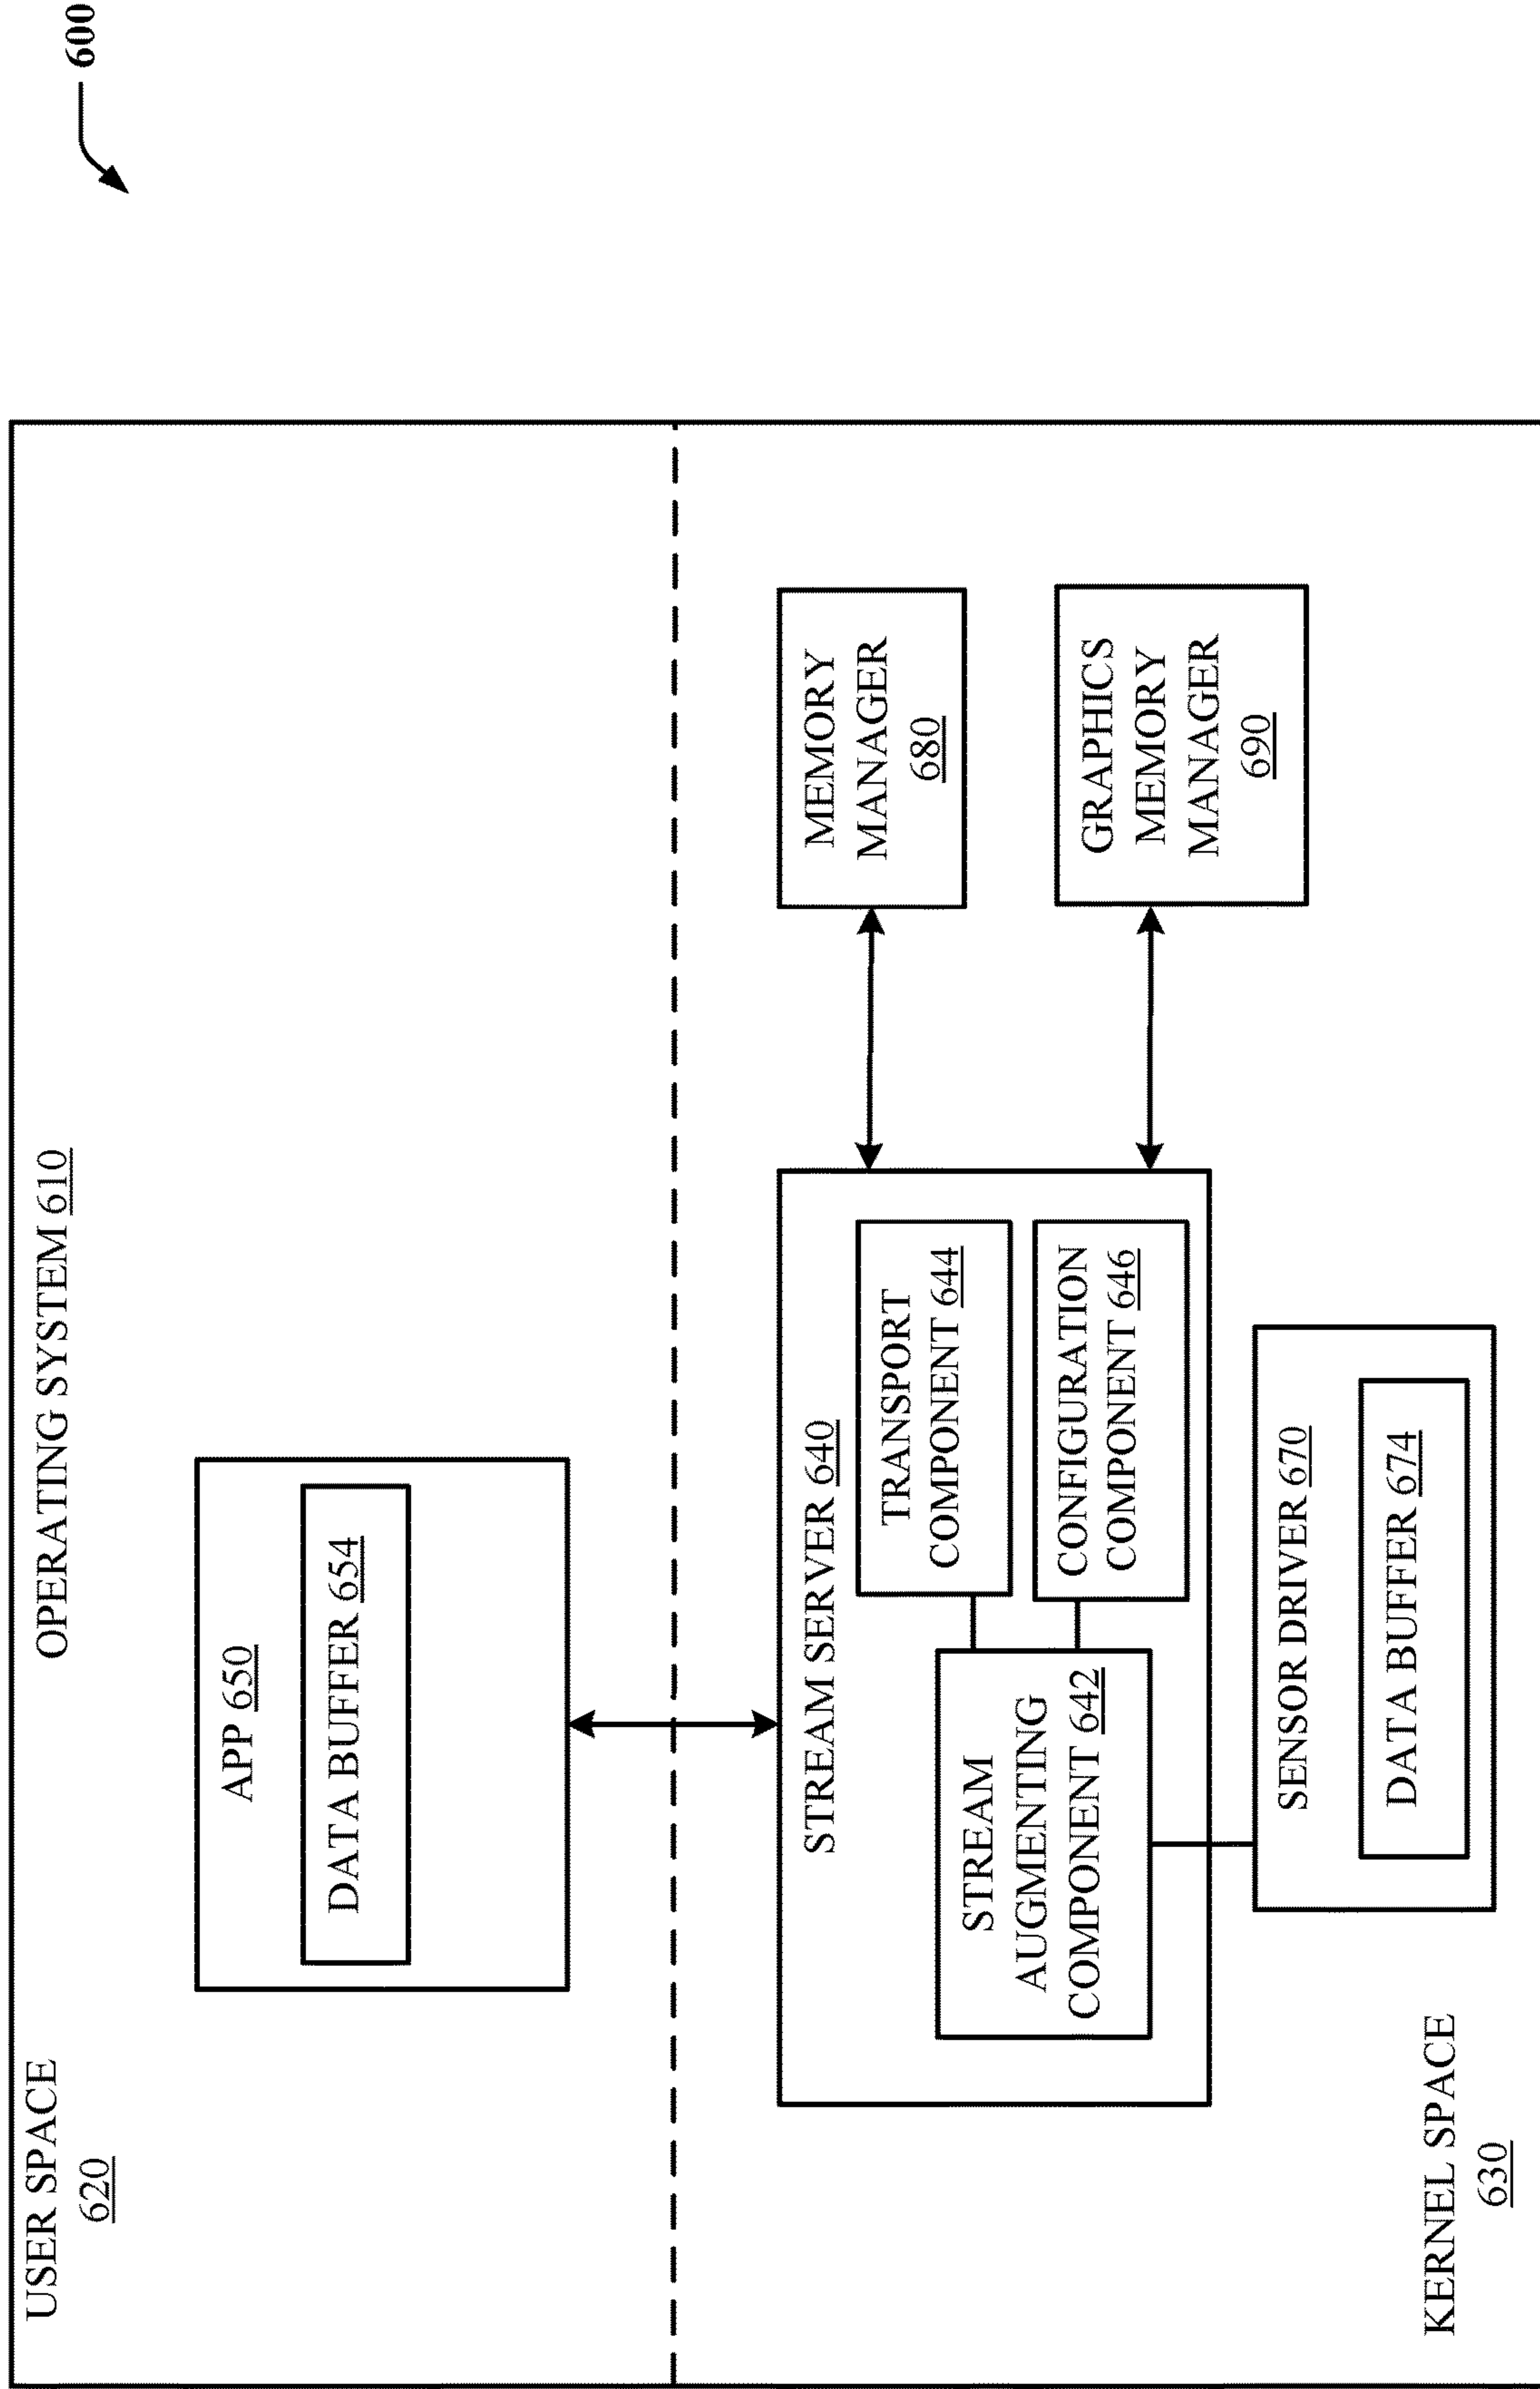 600
OPERATING SYSTEM 610
USER SPACE
620
APP 650
DATA BUFFER 654
STREAM SERVER 640
TRANSPORT
COMPONENT 644
CONFIGURATION
COMPONENT 646
STREAM
AUGMENTING
COMPONENT 642
MEMORY
MANAGER
680
GRAPHICS
MEMORY
MANAGER
690
SENSOR DRIVER 670
DATA BUFFER 674
KERNEL SPACE
630